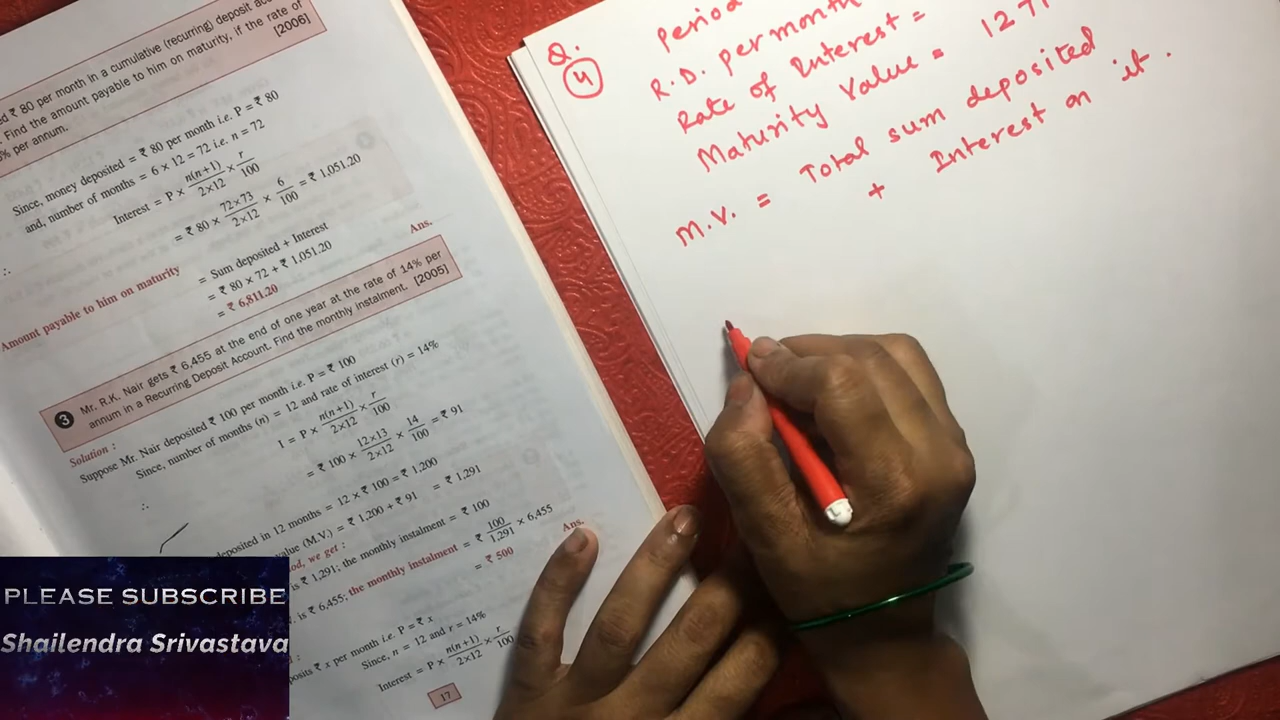 ₹ 80 per month in a cumulative (recurring) deposit
. Find the amount payable to him on maturity, if the rate of
% per annum. [2006]
Since, money deposited = ₹ 80 per month i.e. P = ₹ 80
and, number of months = 6 × 12 = 72 i.e. n = 72
∴ Interest = P × n(n+1)/2×12 × r/100
= ₹ 80 × 72×73/2×12 × 6/100 = ₹ 1,051.20
Amount payable to him on maturity = Sum deposited + Interest
= ₹ 80 × 72 + ₹ 1,051.20
= ₹ 6,811.20 Ans.
3 Mr. R.K. Nair gets ₹ 6,455 at the end of one year at the rate of 14% per
annum in a Recurring Deposit Account. Find the monthly instalment. [2005]
Solution :
Suppose Mr. Nair deposited ₹ 100 per month i.e. P = ₹ 100
Since, number of months (n) = 12 and rate of interest (r) = 14%
∴ I = P × n(n+1)/2×12 × r/100
= ₹ 100 × 12×13/2×12 × 14/100 = ₹ 91
deposited in 12 months = 12 × ₹ 100 = ₹ 1,200
(M.V.) = ₹ 1,200 + ₹ 91 = ₹ 1,291
, we get :
is ₹ 1,291; the monthly instalment = ₹ 100
is ₹ 6,455; the monthly instalment = ₹ 100/1,291 × 6,455
= ₹ 500 Ans.
₹ x per month i.e. P = ₹ x
Since, n = 12 and r = 14%
Interest = P × n(n+1)/2×12 × r/100
17
Q. 4 Period
R.D. per month
Rate of Interest =
Maturity Value = 1271
M.V. = Total sum deposited
+ Interest on it.
PLEASE SUBSCRIBE
Shailendra Srivastava